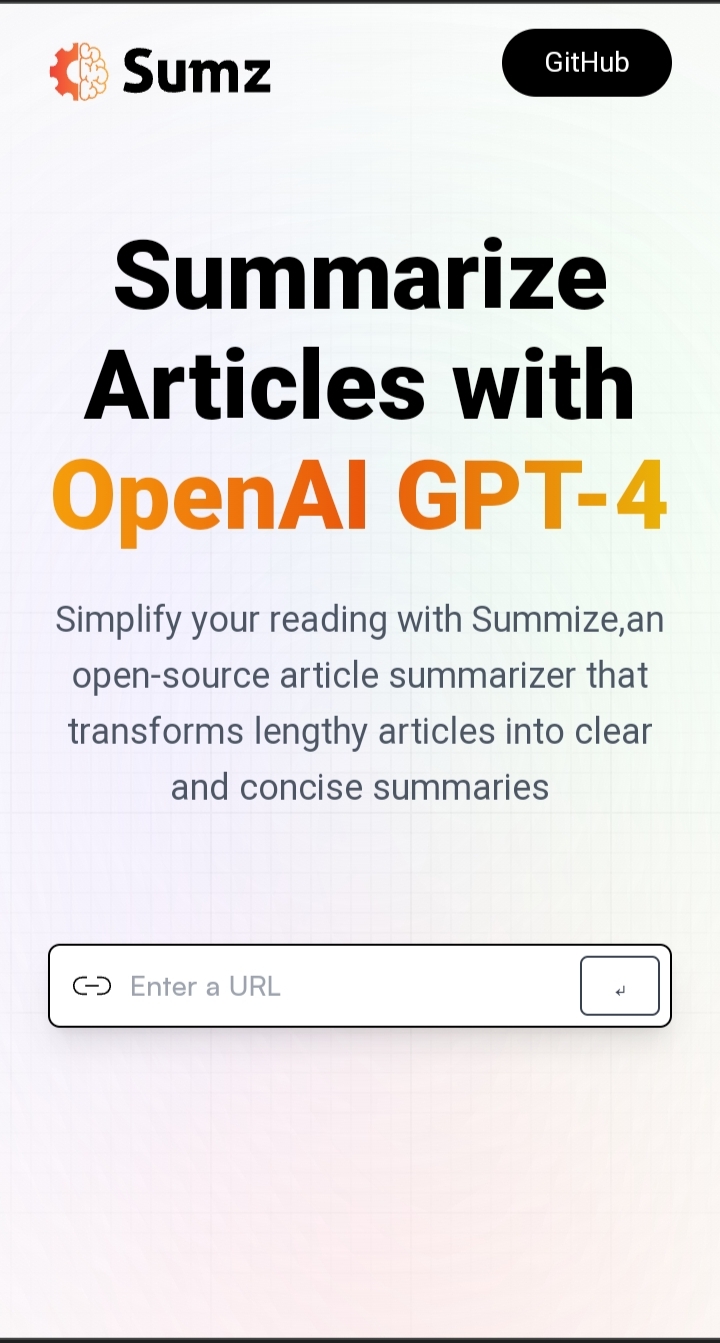 Sumz
GitHub
Summarize
Articles with
OpenAI GPT-4
Simplify your reading with Summize,an
open-source article summarizer that
transforms lengthy articles into clear
and concise summaries
Enter a URL
↵